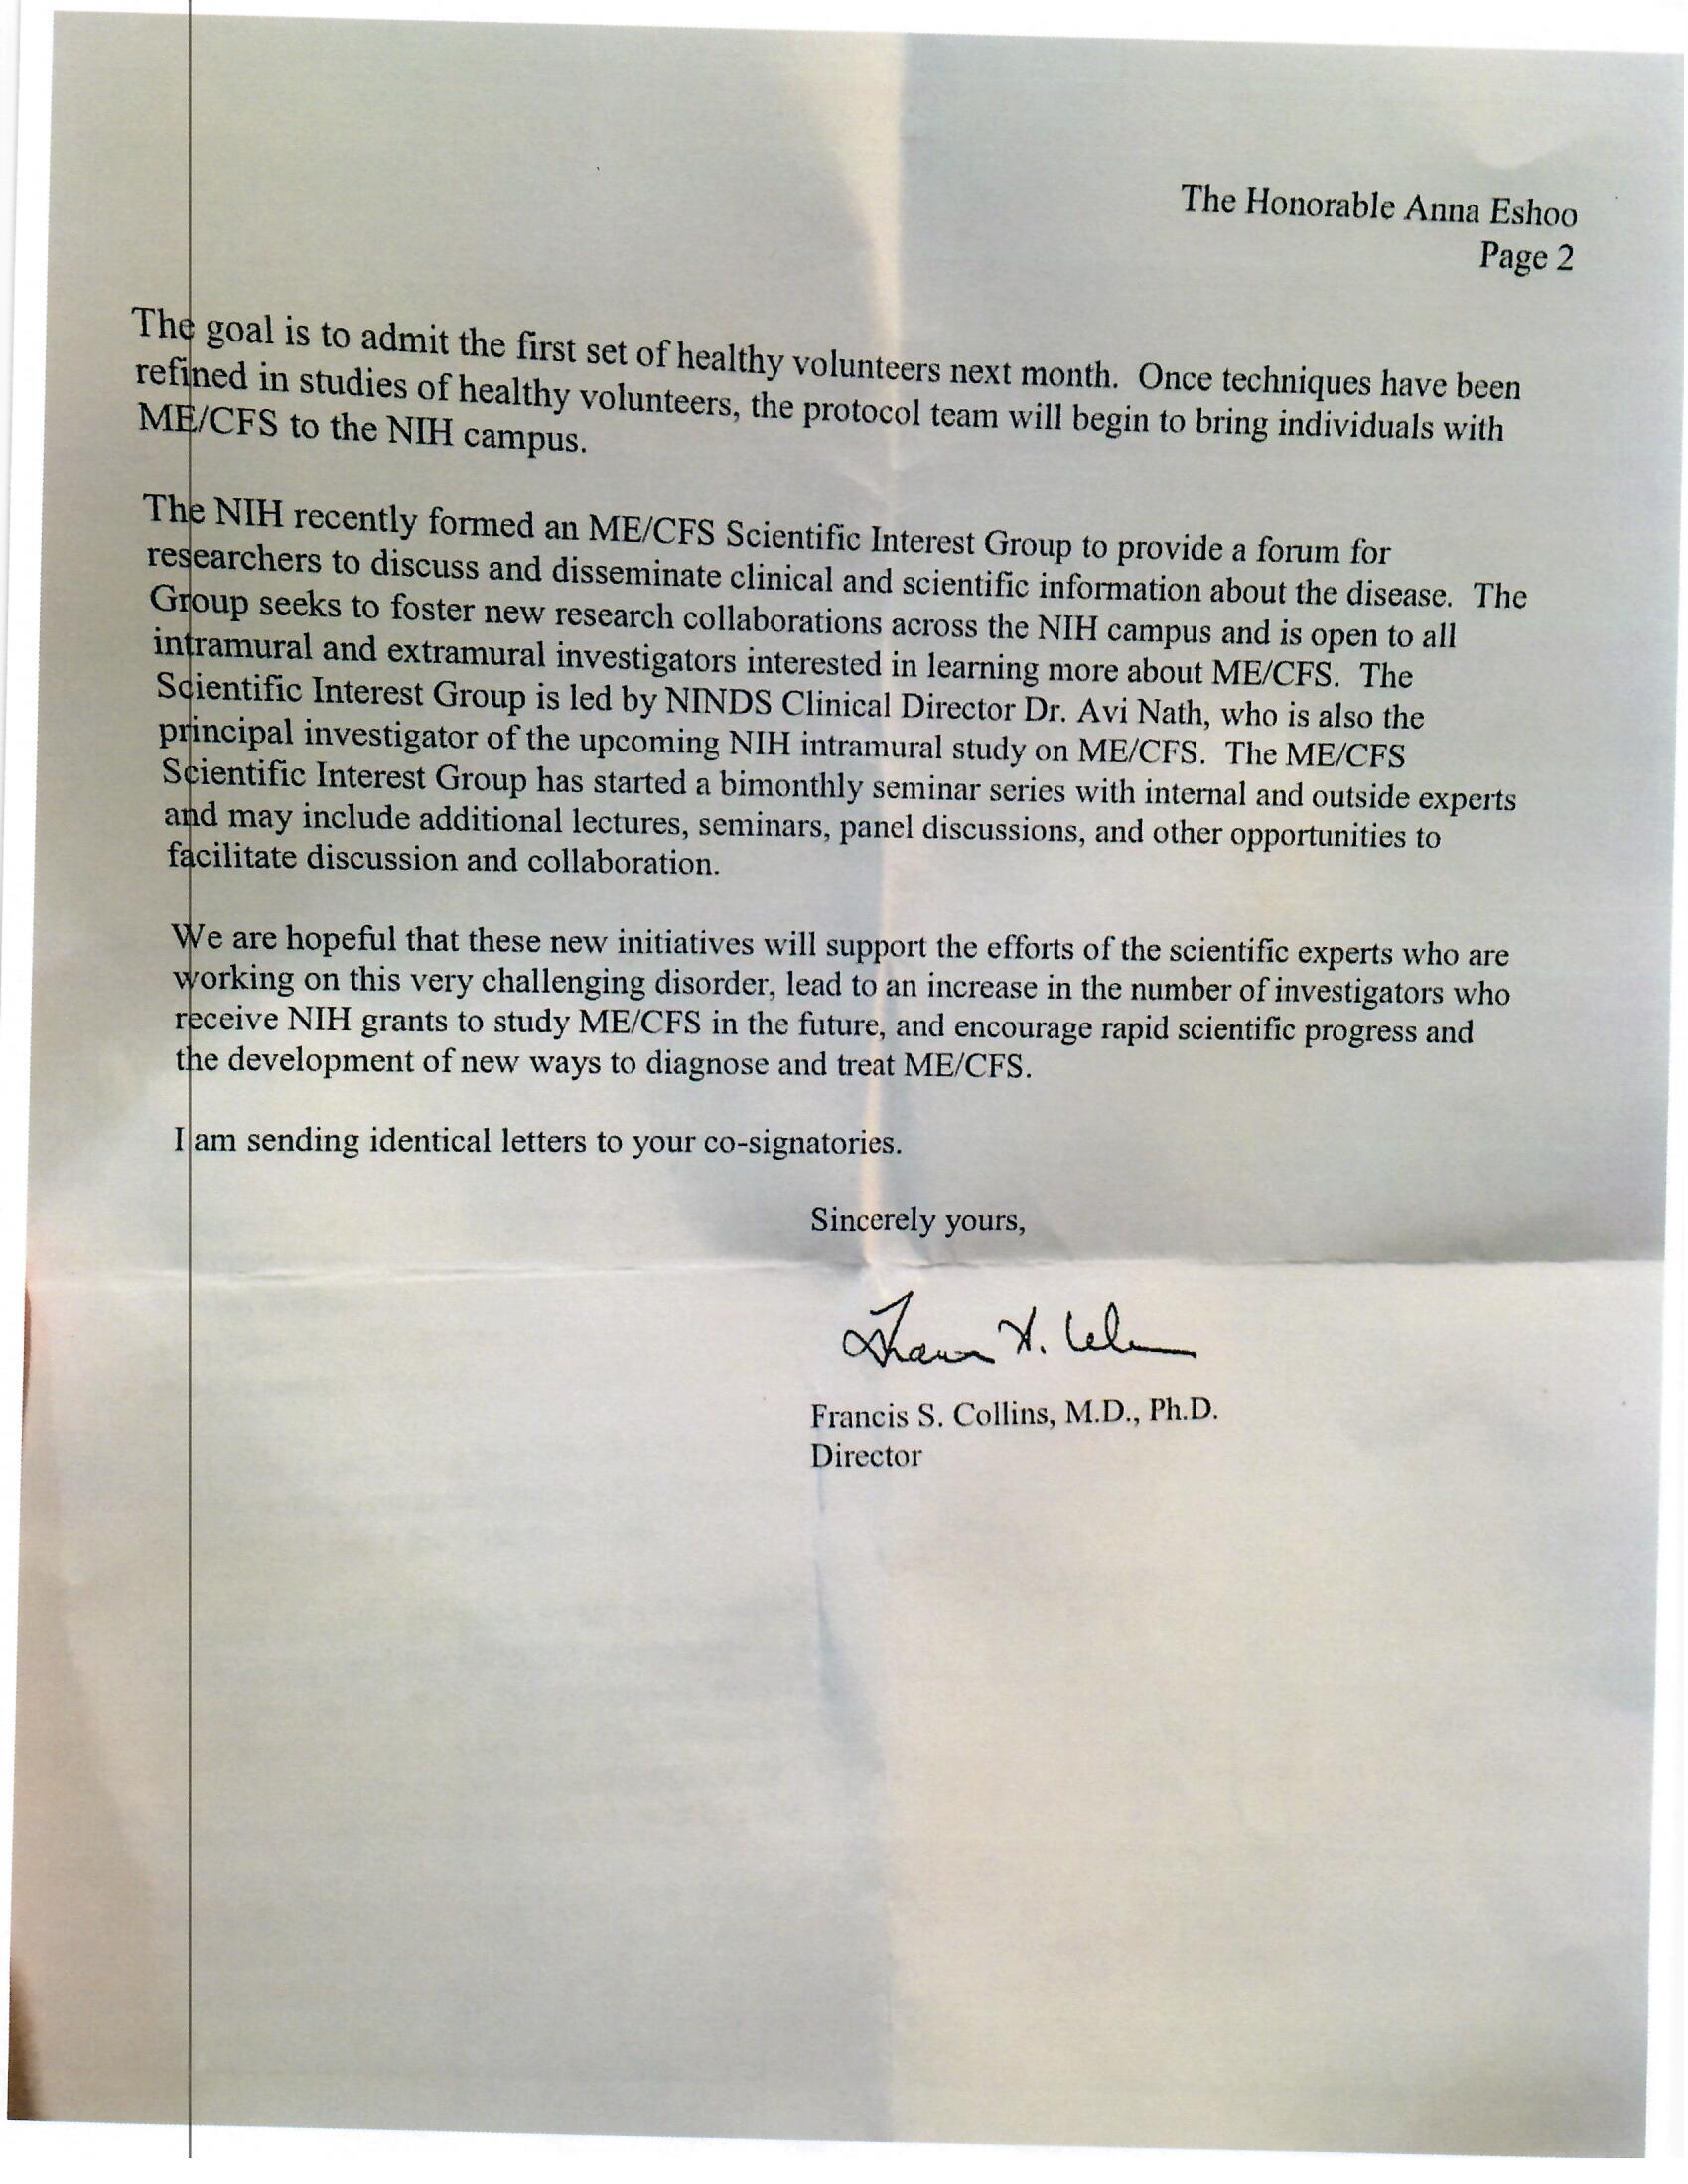 The Honorable Anna Eshoo
Page 2
The goal is to admit the first set of healthy volunteers next month. Once techniques have been
refined in studies of healthy volunteers, the protocol team will begin to bring individuals with
ME/CFS to the NIH campus.
The NIH recently formed an ME/CFS Scientific Interest Group to provide a forum for
researchers to discuss and disseminate clinical and scientific information about the disease. The
Group seeks to foster new research collaborations across the NIH campus and is open to all
intramural and extramural investigators interested in learning more about ME/CFS. The
Scientific Interest Group is led by NINDS Clinical Director Dr. Avi Nath, who is also the
principal investigator of the upcoming NIH intramural study on ME/CFS. The ME/CFS
Scientific Interest Group has started a bimonthly seminar series with internal and outside experts
and may include additional lectures, seminars, panel discussions, and other opportunities to
facilitate discussion and collaboration.
We are hopeful that these new initiatives will support the efforts of the scientific experts who are
working on this very challenging disorder, lead to an increase in the number of investigators who
receive NIH grants to study ME/CFS in the future, and encourage rapid scientific progress and
the development of new ways to diagnose and treat ME/CFS.
I am sending identical letters to your co-signatories.
Sincerely yours,
Francis S. Collins, M.D., Ph.D.
Director